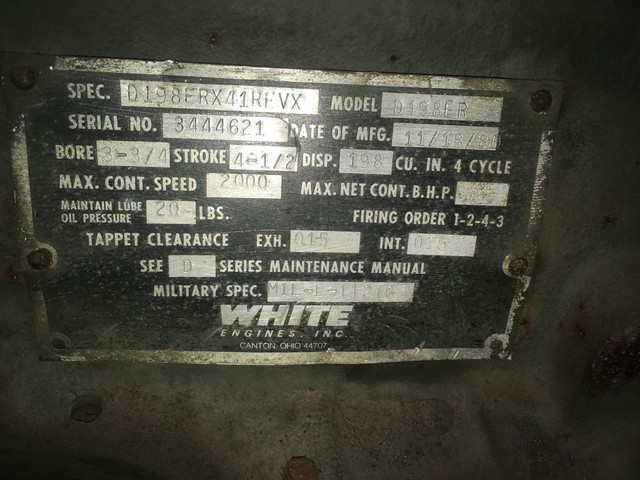 SPEC. D198ERX41RFVX MODEL D198ER
SERIAL NO. 3444621 DATE OF MFG. 11/18/
BORE 3-3/4 STROKE 4-1/2 DISP. 198 CU. IN. 4 CYCLE
MAX. CONT. SPEED 2000 MAX. NET CONT. B.H.P.
MAINTAIN LUBE OIL PRESSURE 20 LBS. FIRING ORDER 1-2-4-3
TAPPET CLEARANCE EXH. 015 INT. 015
SEE D SERIES MAINTENANCE MANUAL
MILITARY SPEC.
WHITE
ENGINES, INC.
CANTON, OHIO 44707